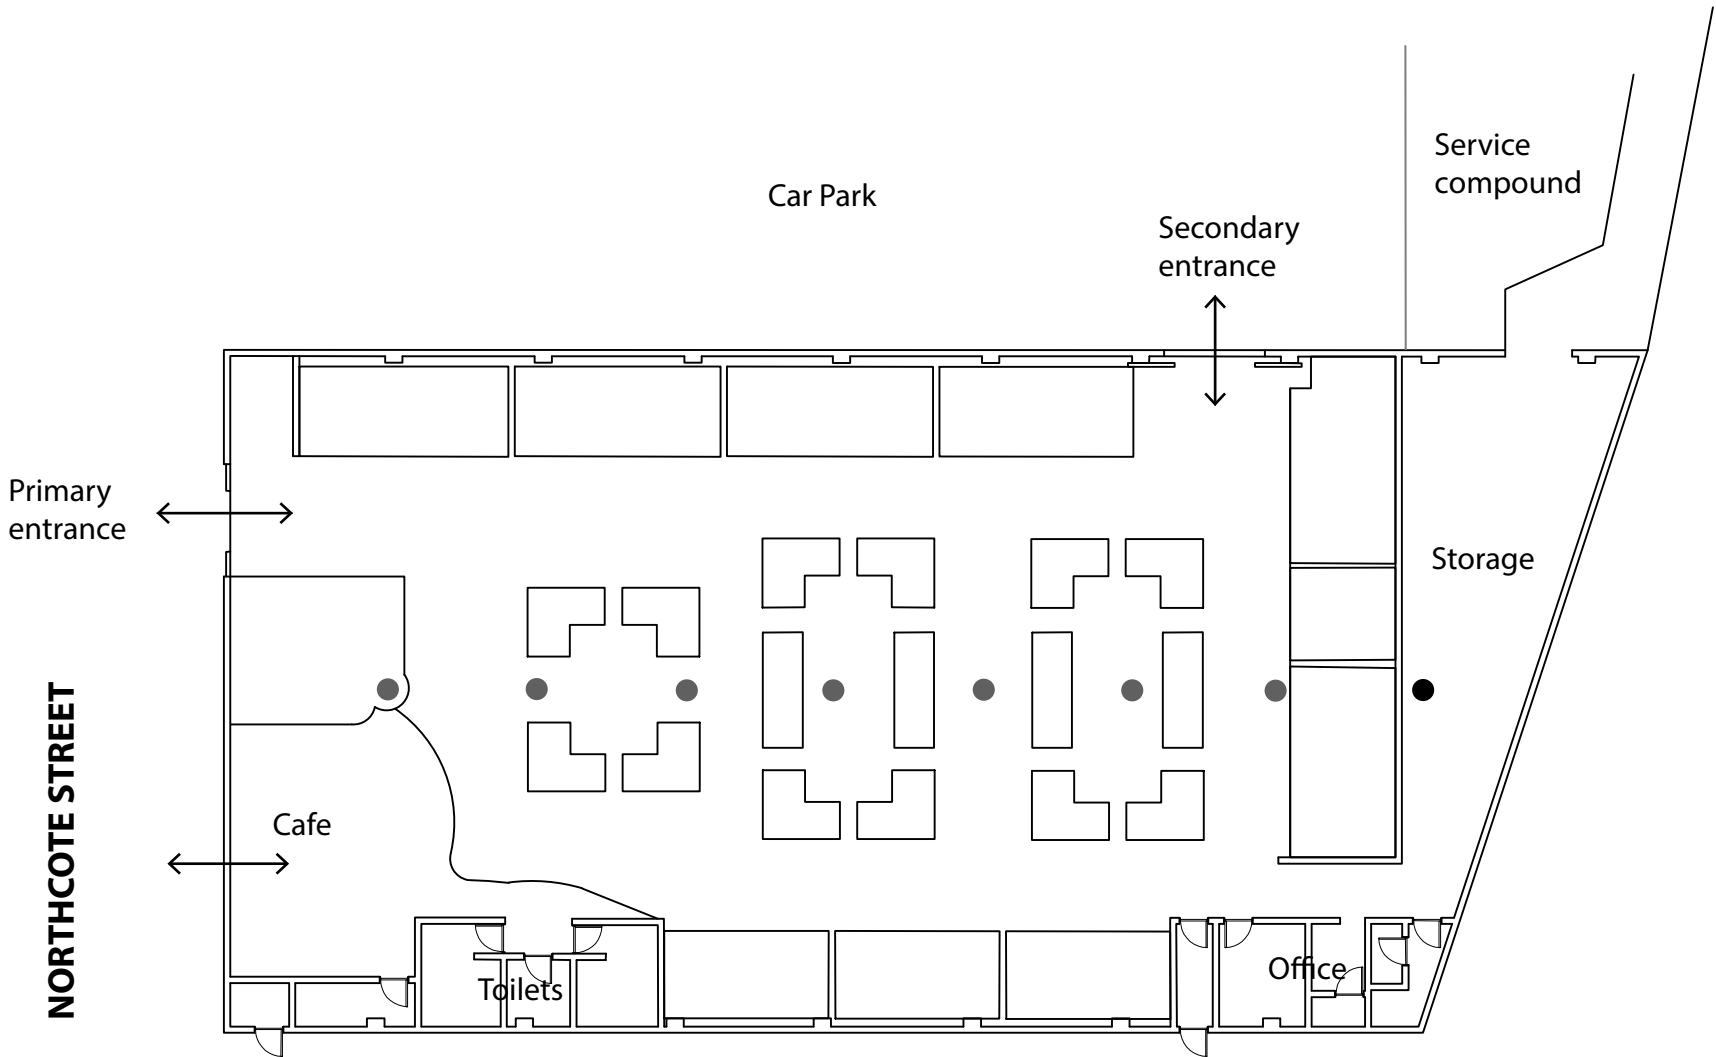 Service
compound
Car Park
Secondary
entrance
Primary
entrance
Storage
NORTHCOTE STREET
Cafe
Toilets
Office